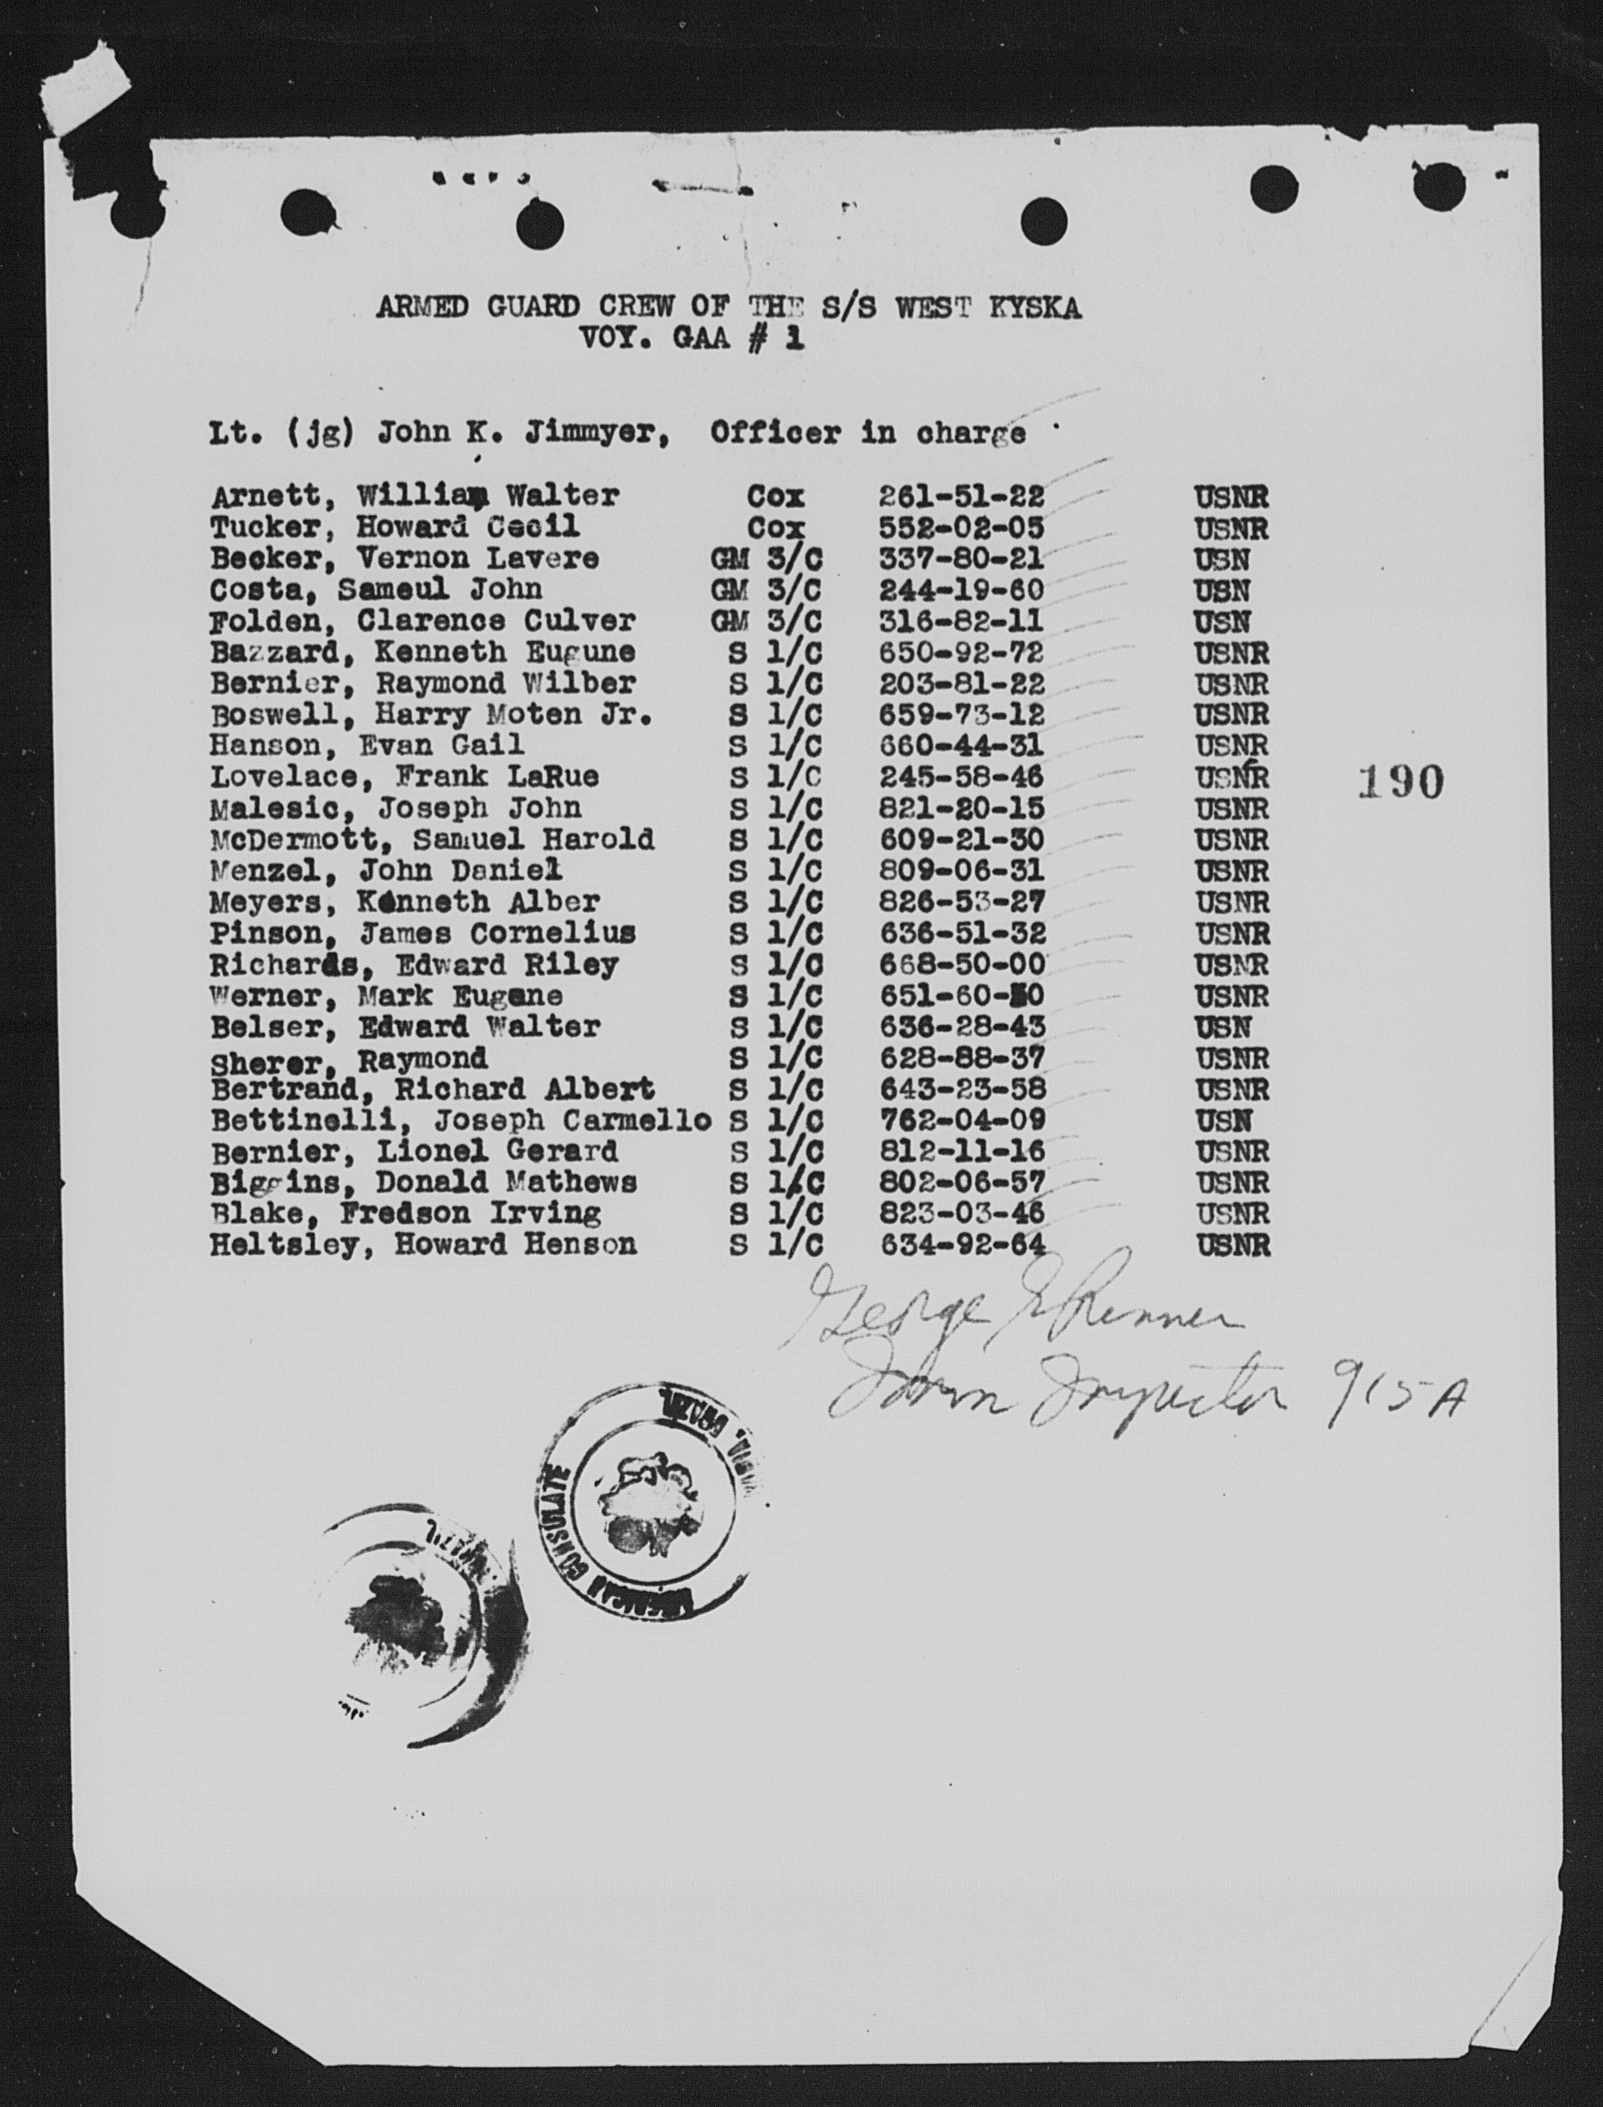 ARMED GUARD CREW OF THE S/S WEST KYSKA
VOY. GAA # 1
Lt. (jg) John K. Jimmyer, Officer in charge
Arnett, William Walter Cox 261-51-22 USNR
Tucker, Howard Cecil Cox 552-02-05 USNR
Becker, Vernon Lavere GM 3/C 337-80-21 USN
Costa, Sameul John GM 3/C 244-19-60 USN
Folden, Clarence Culver GM 3/C 316-82-11 USN
Bazzard, Kenneth Eugune S 1/C 650-92-72 USNR
Bernier, Raymond Wilber S 1/C 203-81-22 USNR
Boswell, Harry Moten Jr. S 1/C 659-73-12 USNR
Hanson, Evan Gail S 1/C 660-44-31 USNR
Lovelace, Frank LaRue S 1/C 245-58-46 USNR
190
Malesic, Joseph John S 1/C 821-20-15 USNR
McDermott, Samuel Harold S 1/C 609-21-30 USNR
Menzel, John Daniel S 1/C 809-06-31 USNR
Meyers, Kenneth Alber S 1/C 826-53-27 USNR
Pinson, James Cornelius S 1/C 636-51-32 USNR
Richards, Edward Riley S 1/C 668-50-00 USNR
Werner, Mark Eugene S 1/C 651-60-50 USNR
Belser, Edward Walter S 1/C 636-28-43 USN
Sherer, Raymond S 1/C 628-88-37 USNR
Bertrand, Richard Albert S 1/C 643-23-58 USNR
Bettinelli, Joseph Carmello S 1/C 762-04-09 USN
Bernier, Lionel Gerard S 1/C 812-11-16 USNR
Biggins, Donald Mathews S 1/C 802-06-57 USNR
Blake, Fredson Irving S 1/C 823-03-46 USNR
Heltsley, Howard Henson S 1/C 634-92-64 USNR
George E Renner
Imm Inspector 915A
AMERICAN CONSULATE
BRAZIL